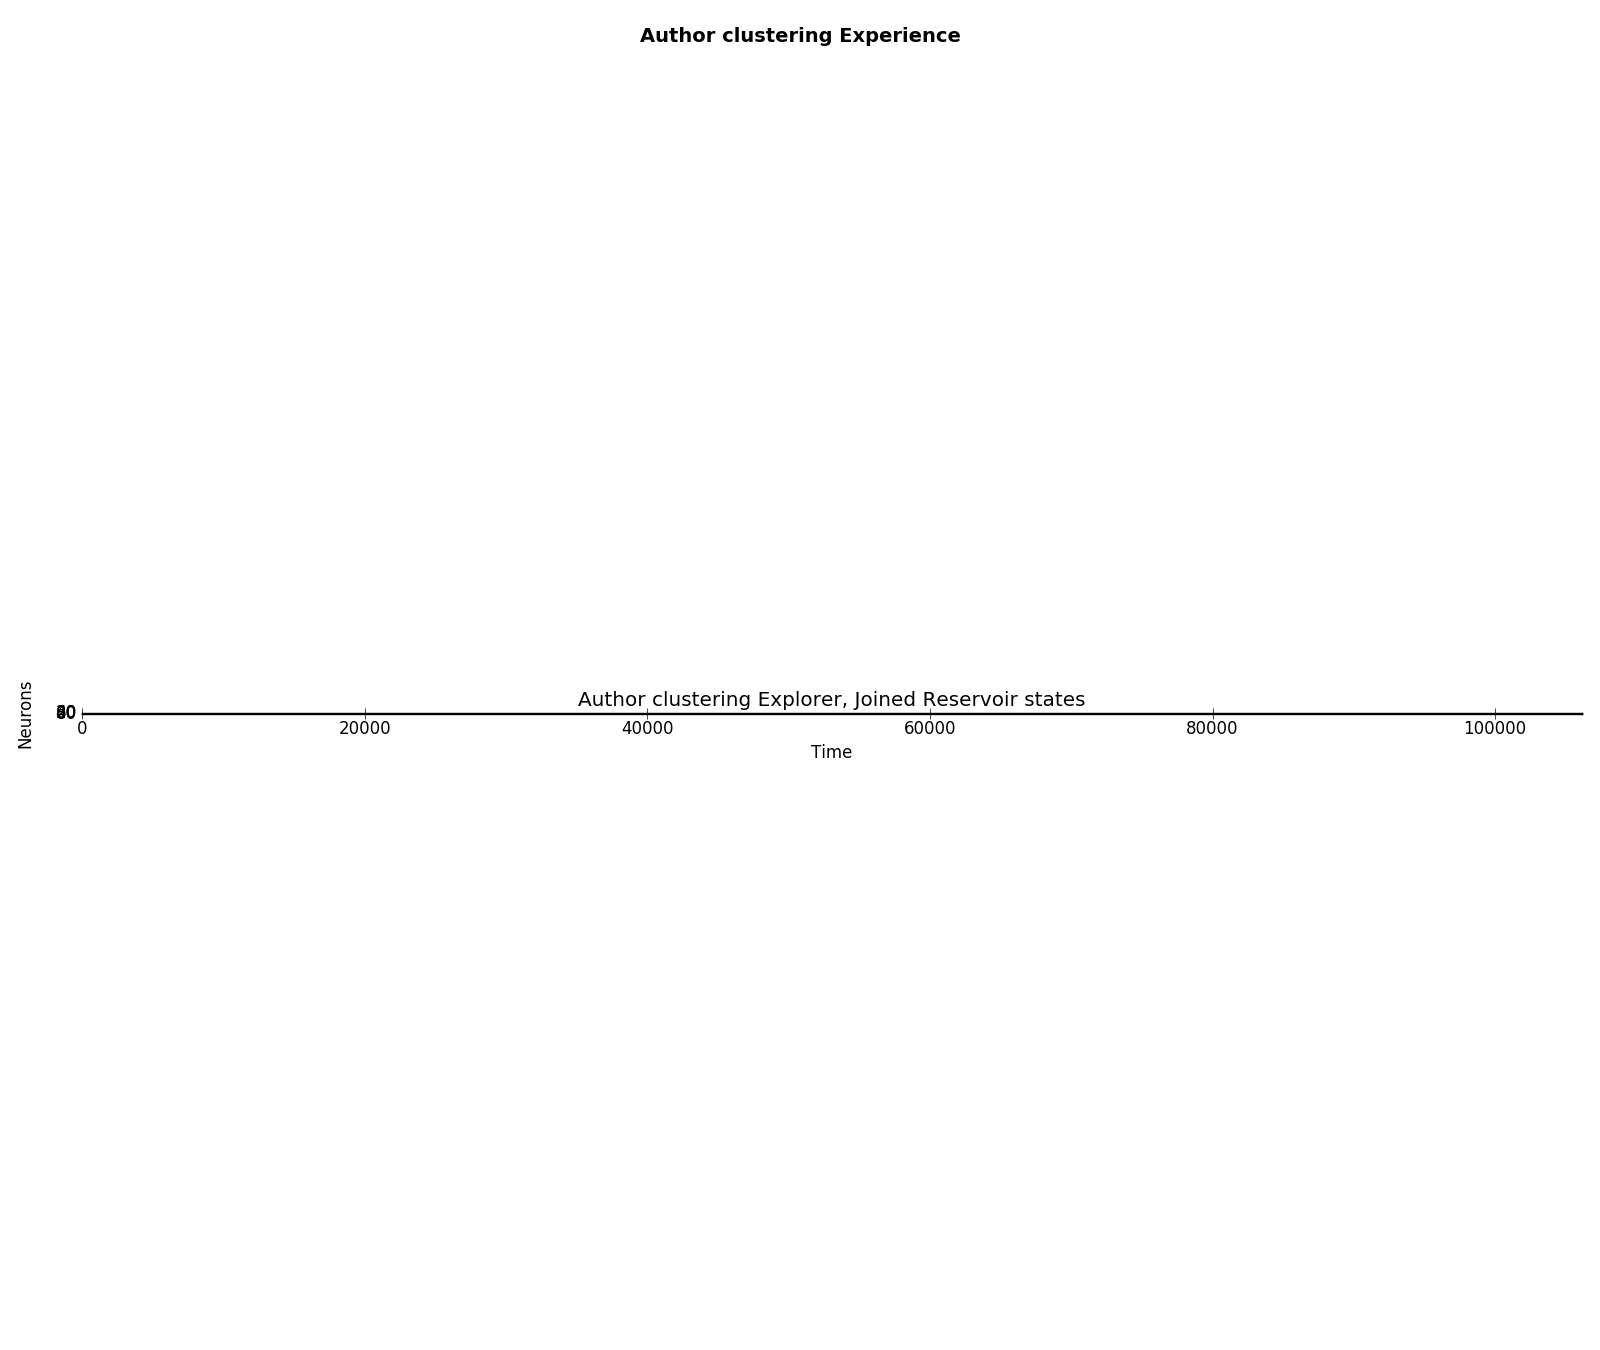 Author clustering Experience
Author clustering Explorer, Joined Reservoir states
Neurons
0 20000 40000 60000 80000 100000
Time